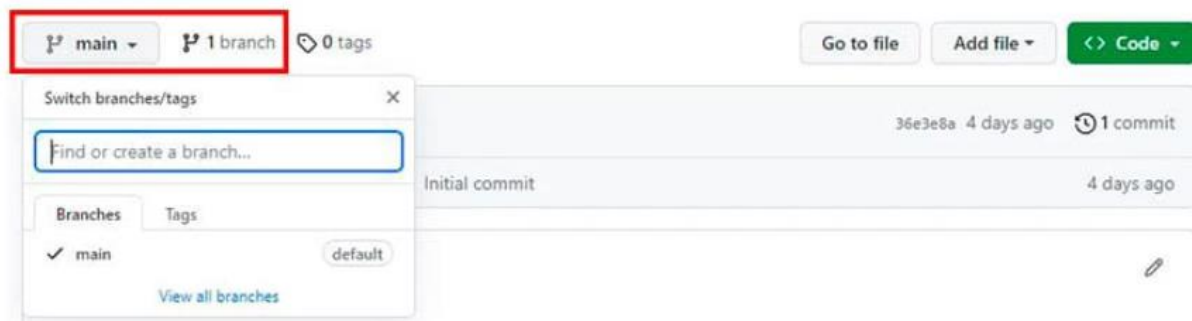 main 1 branch 0 tags Go to file Add file <> Code
Switch branches/tags
36e3e8a 4 days ago 1 commit
Find or create a branch...
Initial commit 4 days ago
Branches Tags
main default
View all branches